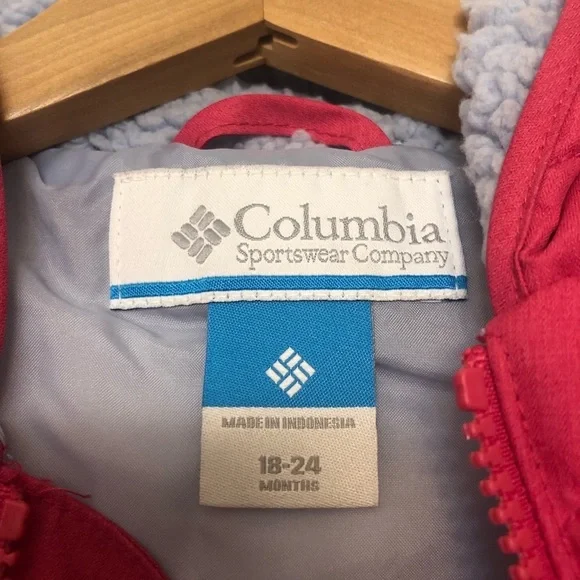 Columbia
Sportswear Company
MADE IN INDONESIA
18-24
MONTHS